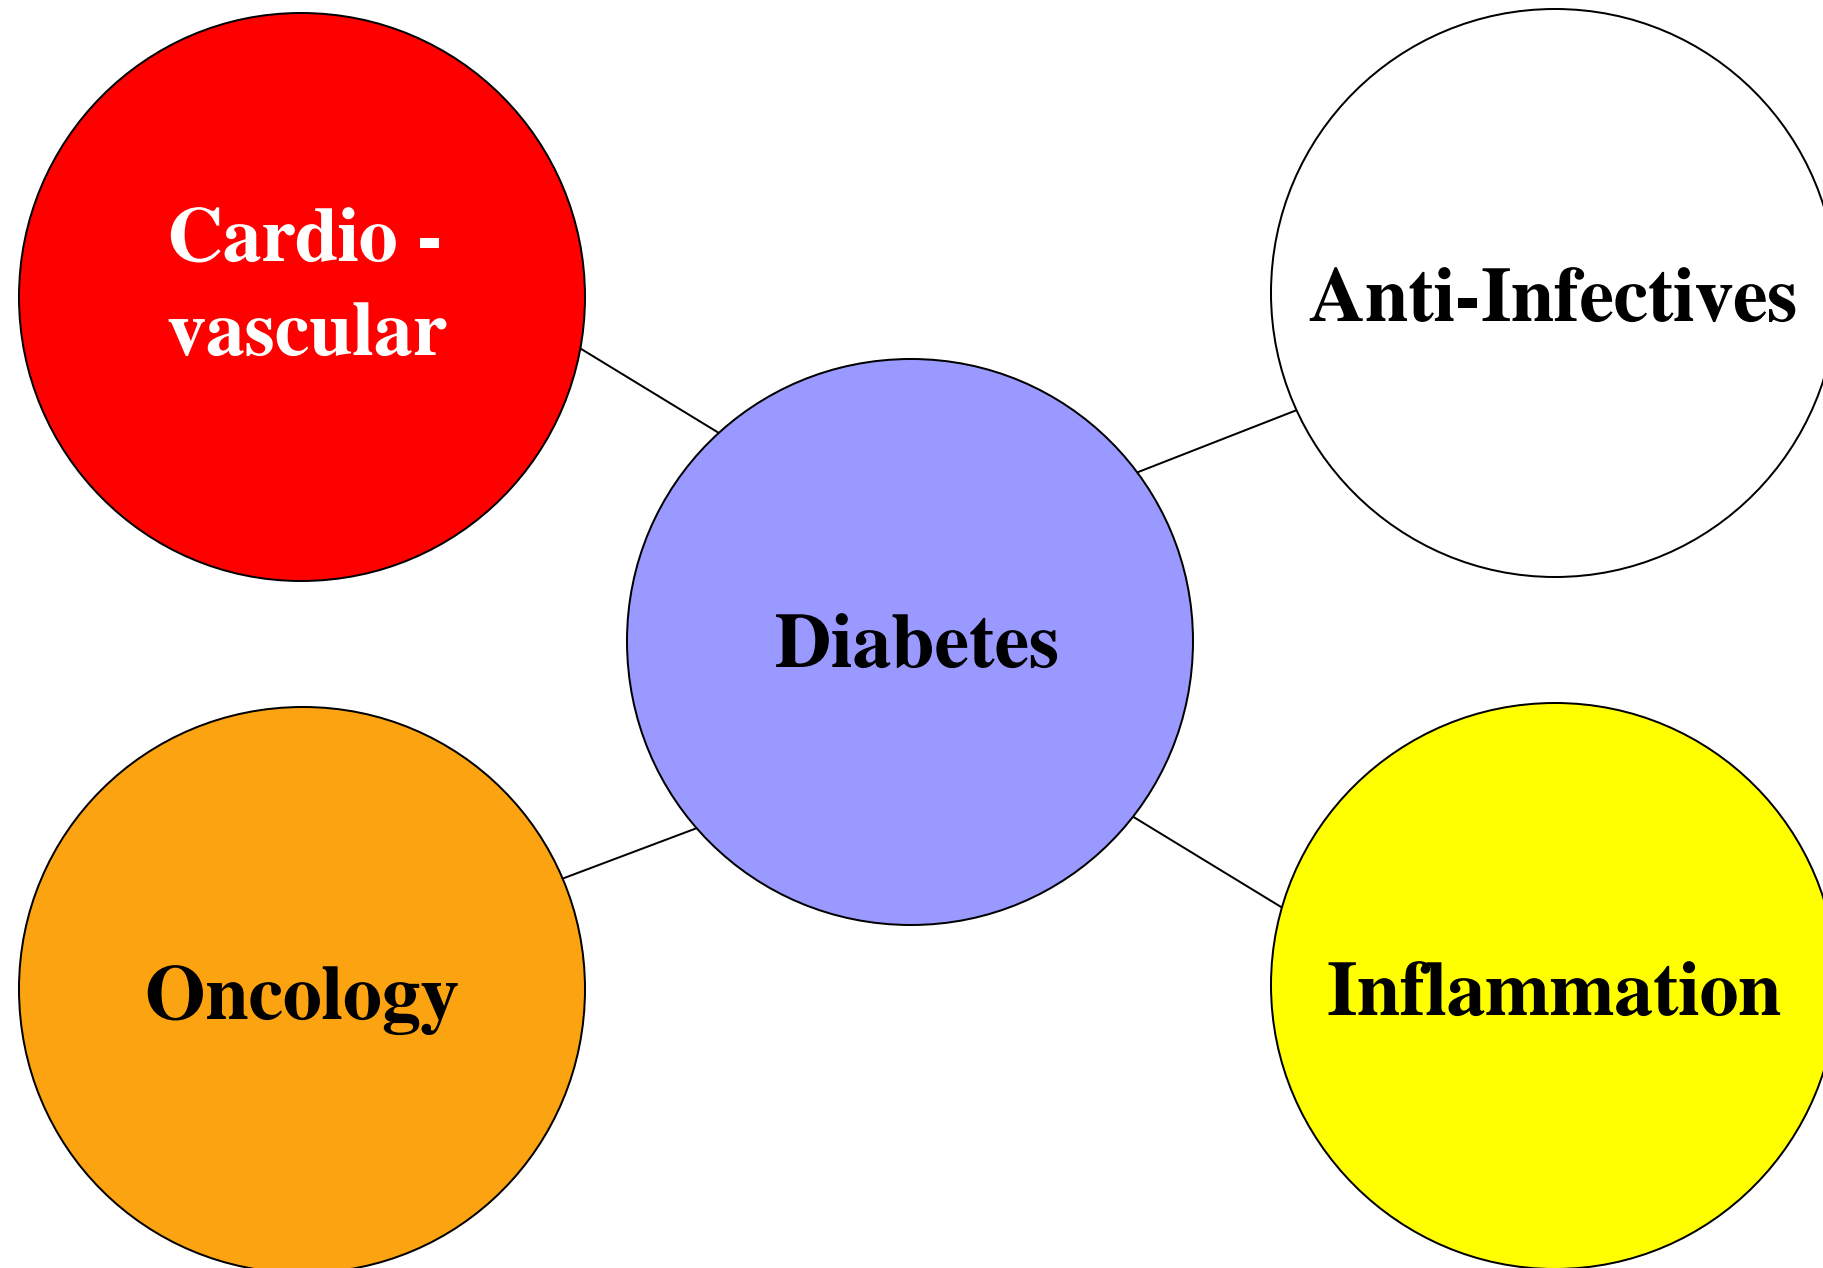 Cardio -
vascular
Anti-Infectives
Diabetes
Oncology
Inflammation